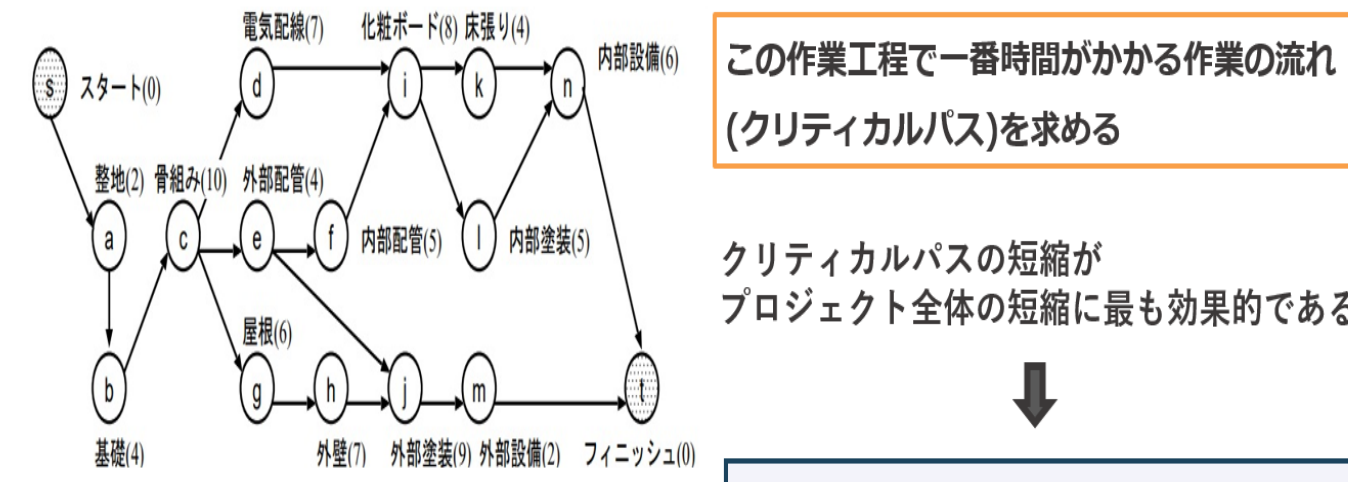 電気配線(7) 化粧ボード(8) 床張り(4)
s スタート(0)
d
i
k
n 内部設備(6)
整地(2) 骨組み(10) 外部配管(4)
a
c
e
f 内部配管(5)
l 内部塗装(5)
屋根(6)
b
g
h
j
m
t
基礎(4)
外壁(7) 外部塗装(9) 外部設備(2) フィニッシュ(0)
この作業工程で一番時間がかかる作業の流れ
(クリティカルパス)を求める
クリティカルパスの短縮が
プロジェクト全体の短縮に最も効果的である